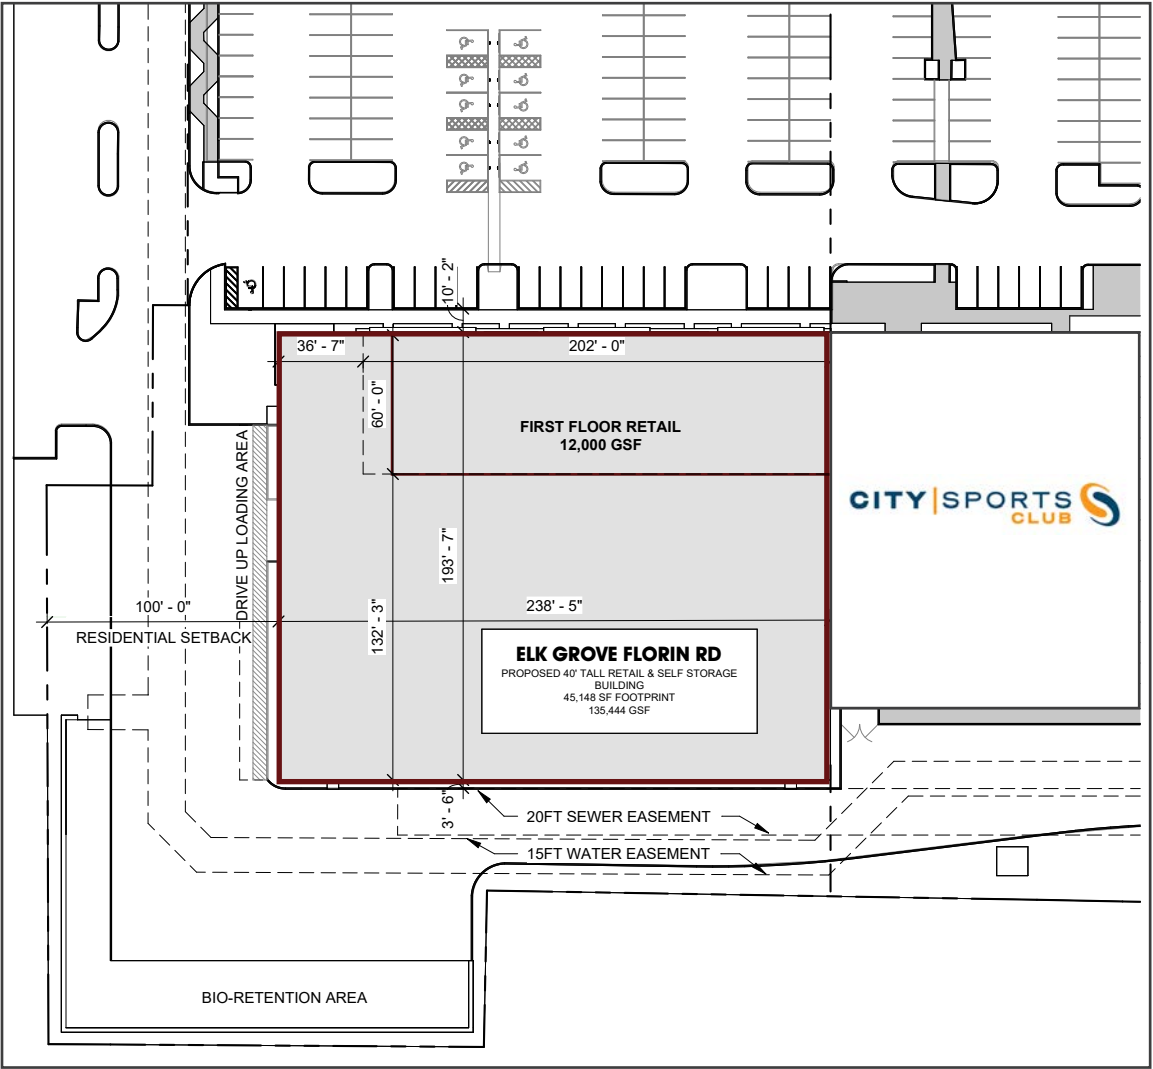 10' - 2"
36' - 7"
202' - 0"
60' - 0"
FIRST FLOOR RETAIL
12,000 GSF
DRIVE UP LOADING AREA
CITY|SPORTS
CLUB
193' - 7"
100' - 0"
RESIDENTIAL SETBACK
132' - 3"
238' - 5"
ELK GROVE FLORIN RD
PROPOSED 40' TALL RETAIL & SELF STORAGE
BUILDING
45,148 SF FOOTPRINT
135,444 GSF
3' - 6"
20FT SEWER EASEMENT
15FT WATER EASEMENT
BIO-RETENTION AREA